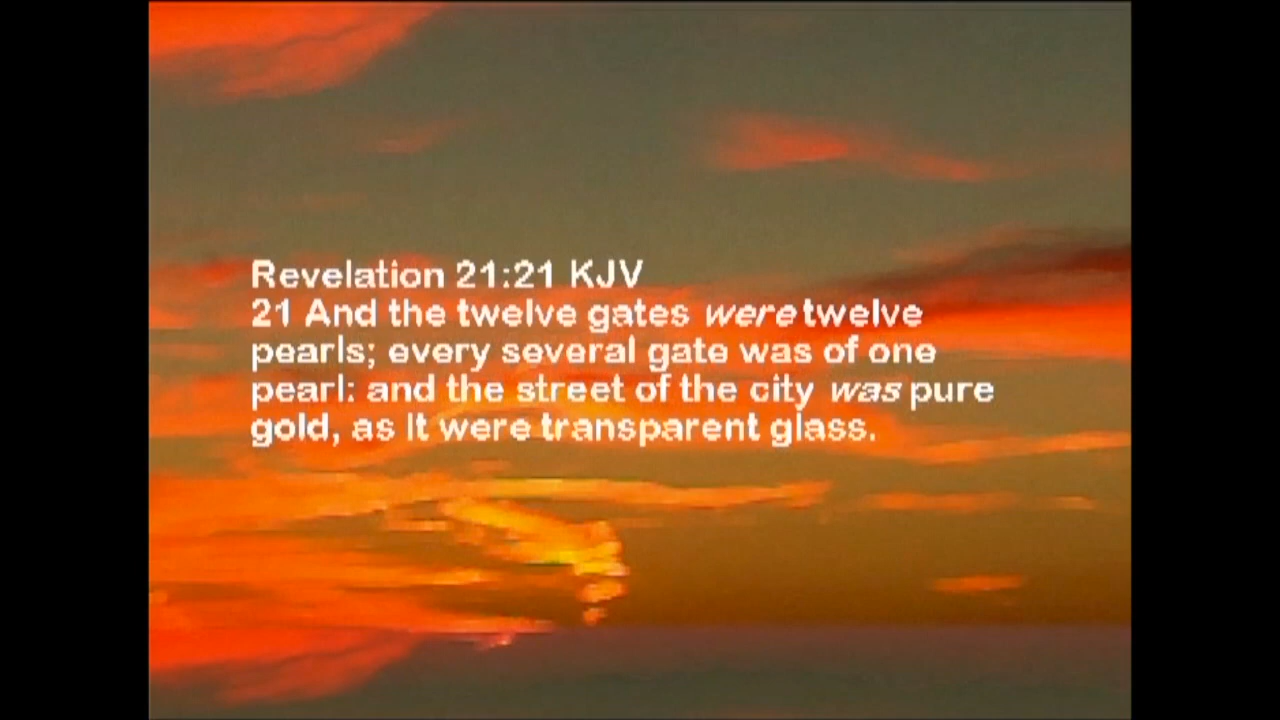 Revelation 21:21 KJV
21 And the twelve gates were twelve
pearls; every several gate was of one
pearl: and the street of the city was pure
gold, as it were transparent glass.